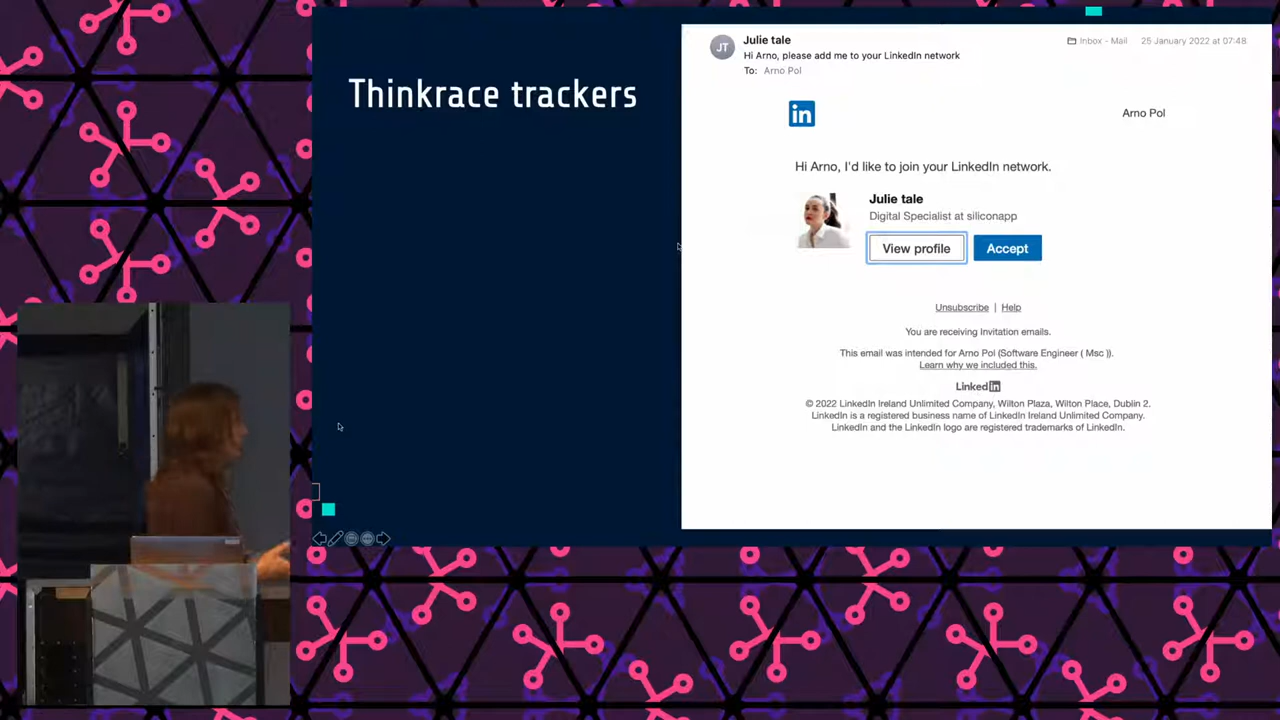 Thinkrace trackers
JT
Julie tale
Inbox - Mail 25 January 2022 at 07:48
Hi Arno, please add me to your LinkedIn network
To: Arno Pol
in
Arno Pol
Hi Arno, I'd like to join your LinkedIn network.
Julie tale
Digital Specialist at siliconapp
View profile
Accept
Unsubscribe | Help
You are receiving Invitation emails.
This email was intended for Arno Pol (Software Engineer ( Msc )).
Learn why we included this.
Linked in
© 2022 LinkedIn Ireland Unlimited Company, Wilton Plaza, Wilton Place, Dublin 2.
LinkedIn is a registered business name of LinkedIn Ireland Unlimited Company.
LinkedIn and the LinkedIn logo are registered trademarks of LinkedIn.